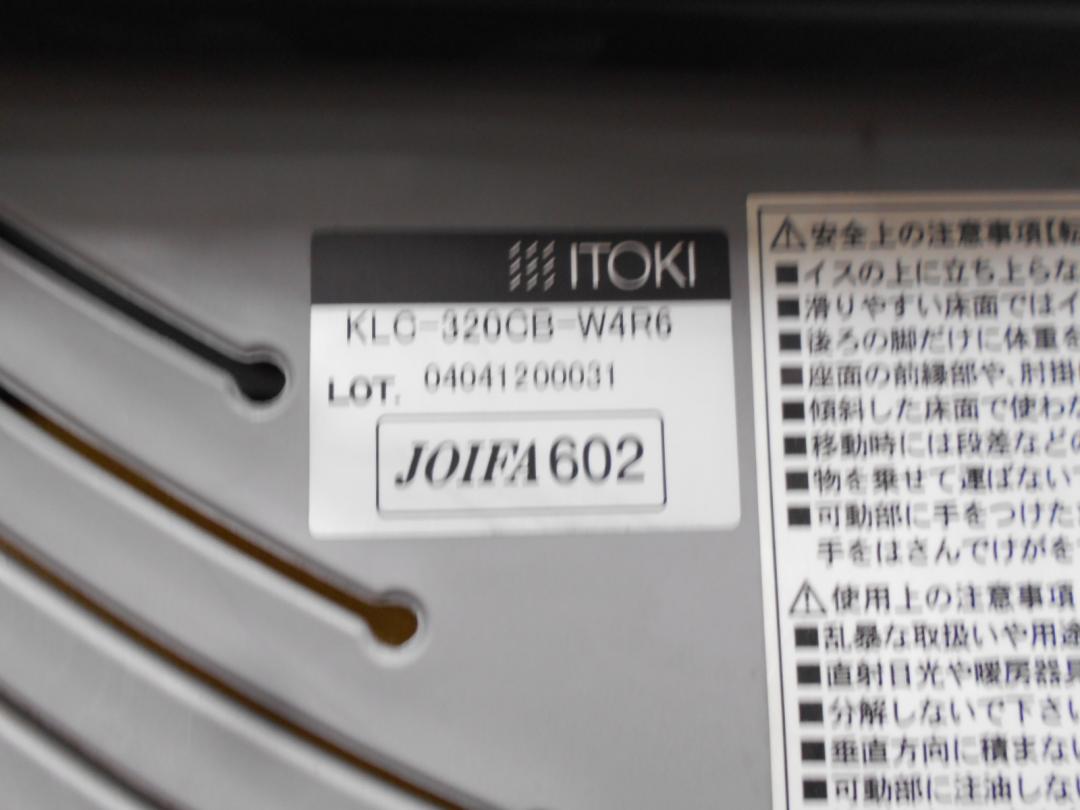 ITOKI
KLC-320CB-W4R6
LOT. 04041200031
JOIFA602
⚠安全上の注意事項【転
■イスの上に立ち上らな
■滑りやすい床面ではイ
■後ろの脚だけに体重を
■座面の前縁部や、肘掛
■傾斜した床面で使わな
■移動時には段差などの
■物を乗せて運ばない
■可動部に手をつけた
手をはさんでけがを
⚠使用上の注意事項
■乱暴な取扱いや用途
■直射日光や暖房器具
■分解しないで下さい
■垂直方向に積まない
■可動部に注油しない